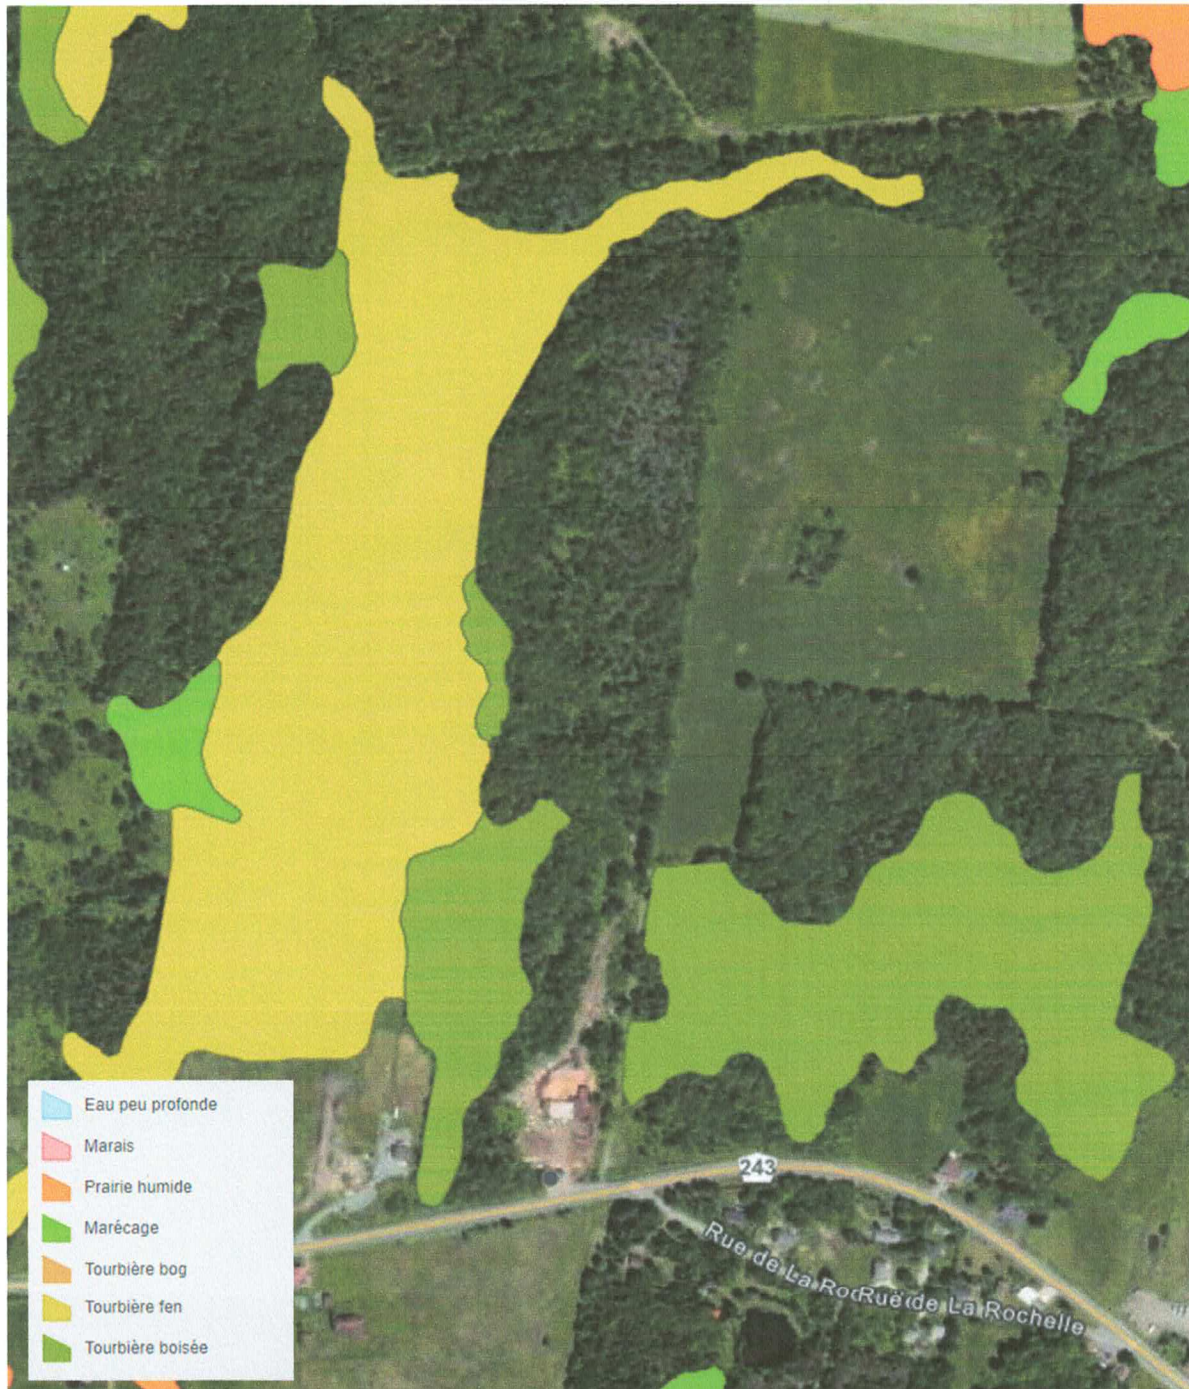 243
Rue de La Roc Rue de La Rochelle
Eau peu profonde
Marais
Prairie humide
Marécage
Tourbière bog
Tourbière fen
Tourbière boisée